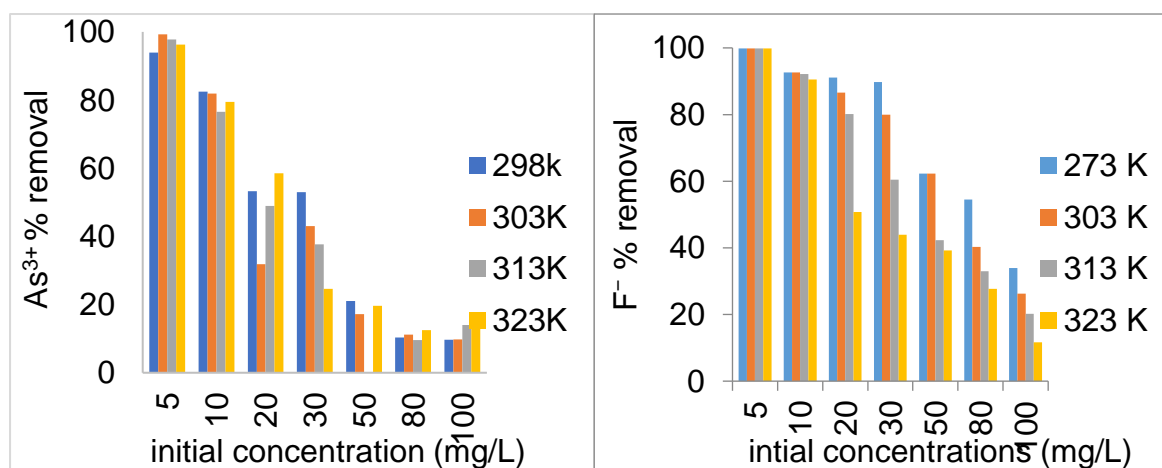 As³⁺ % removal
100
80
60
40
20
0
5
10
20
30
50
80
100
initial concentration (mg/L)
298k
303K
313K
323K
F⁻ % removal
100
80
60
40
20
0
5
10
20
30
50
80
100
intial concentrations (mg/L)
273 K
303 K
313 K
323 K